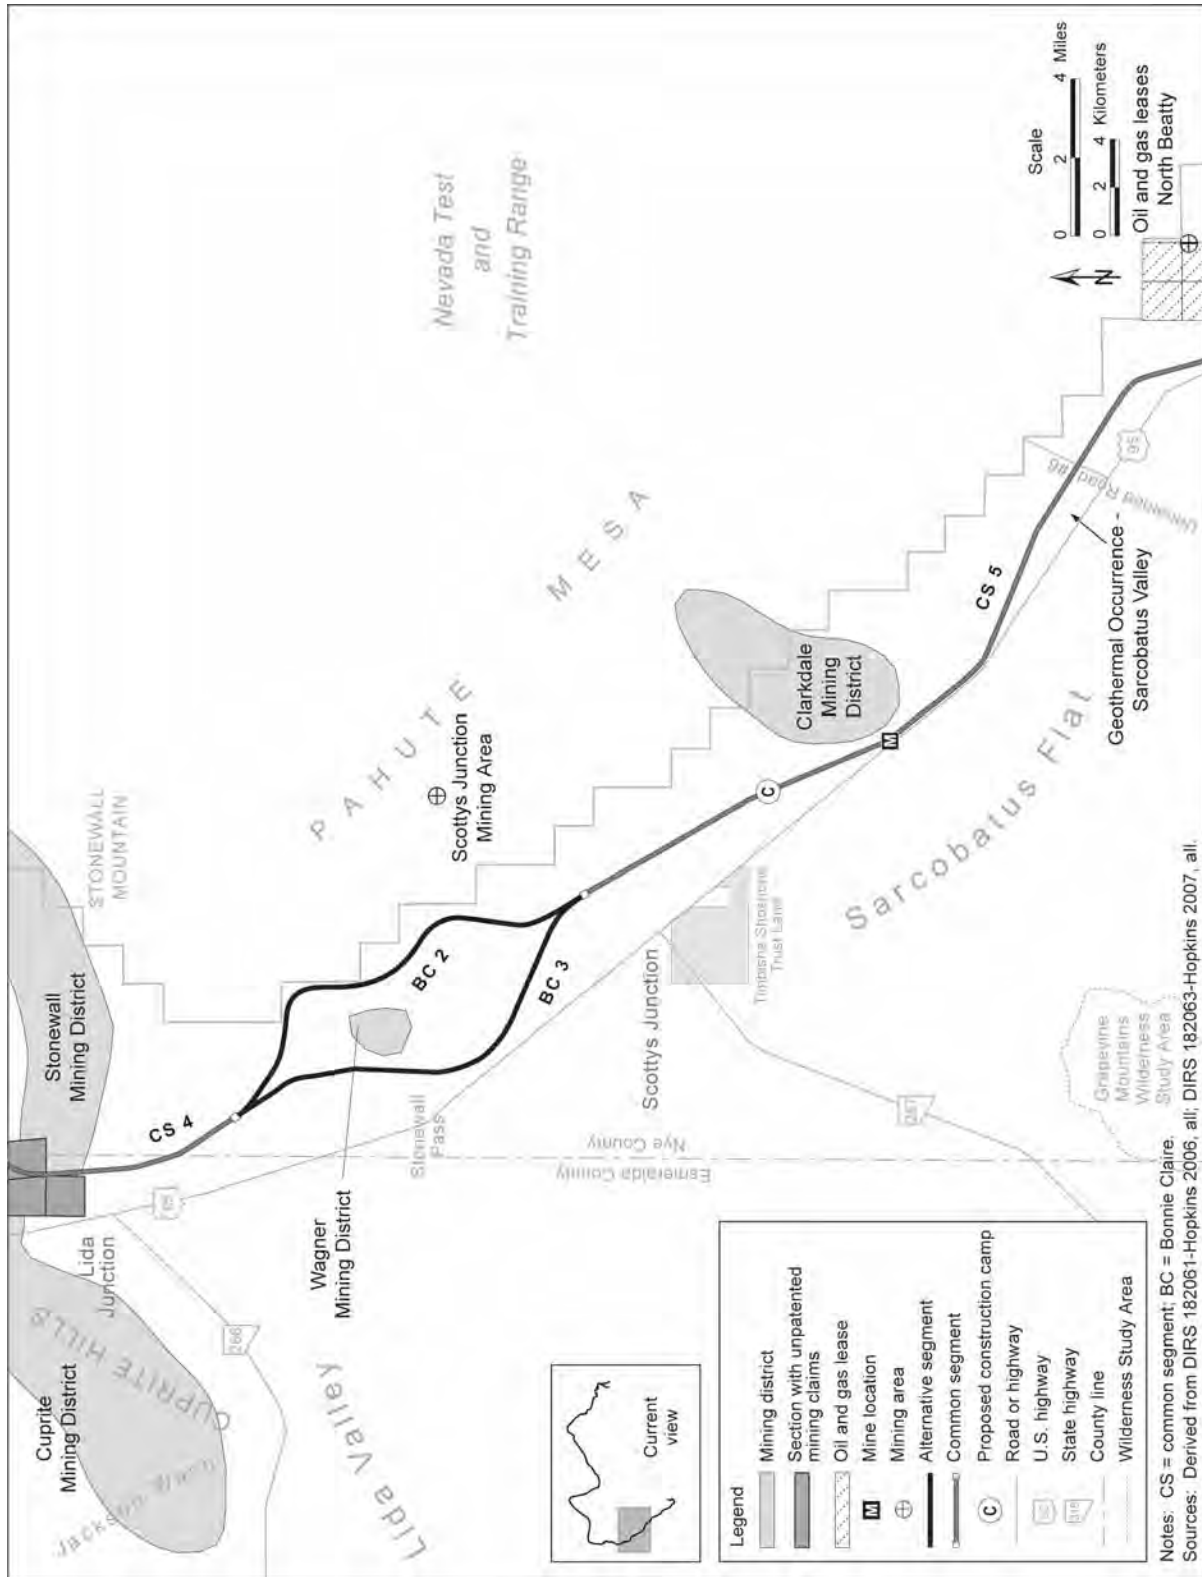 Cuprite
Mining District
CUPRITE HILLS
Lida
Junction
Lida Valley
266
95
Stonewall
Mining District
STONEWALL
MOUNTAIN
CS 4
Wagner
Mining District
Stonewall
Pass
BC 2
BC 3
Esmeralda County
Nye County
PAHUTE
MESA
Scottys Junction
Mining Area
Nevada Test
and
Training Range
Scottys Junction
Timbisha Shoshone
Trust Land
267
C
M
Clarkdale
Mining
District
Sarcobatus Flat
Grapevine
Mountains
Wilderness
Study Area
CS 5
Geothermal Occurrence -
Sarcobatus Valley
Unnamed Road #6
95
Scale
0 2 4 Miles
0 2 4 Kilometers
N
Oil and gas leases
North Beatty
Current
view
Legend
Mining district
Section with unpatented
mining claims
Oil and gas lease
M Mine location
Mining area
Alternative segment
Common segment
C Proposed construction camp
Road or highway
U.S. highway
State highway
County line
Wilderness Study Area
Notes: CS = common segment; BC = Bonnie Claire.
Sources: Derived from DIRS 182061-Hopkins 2006, all; DIRS 182063-Hopkins 2007, all.